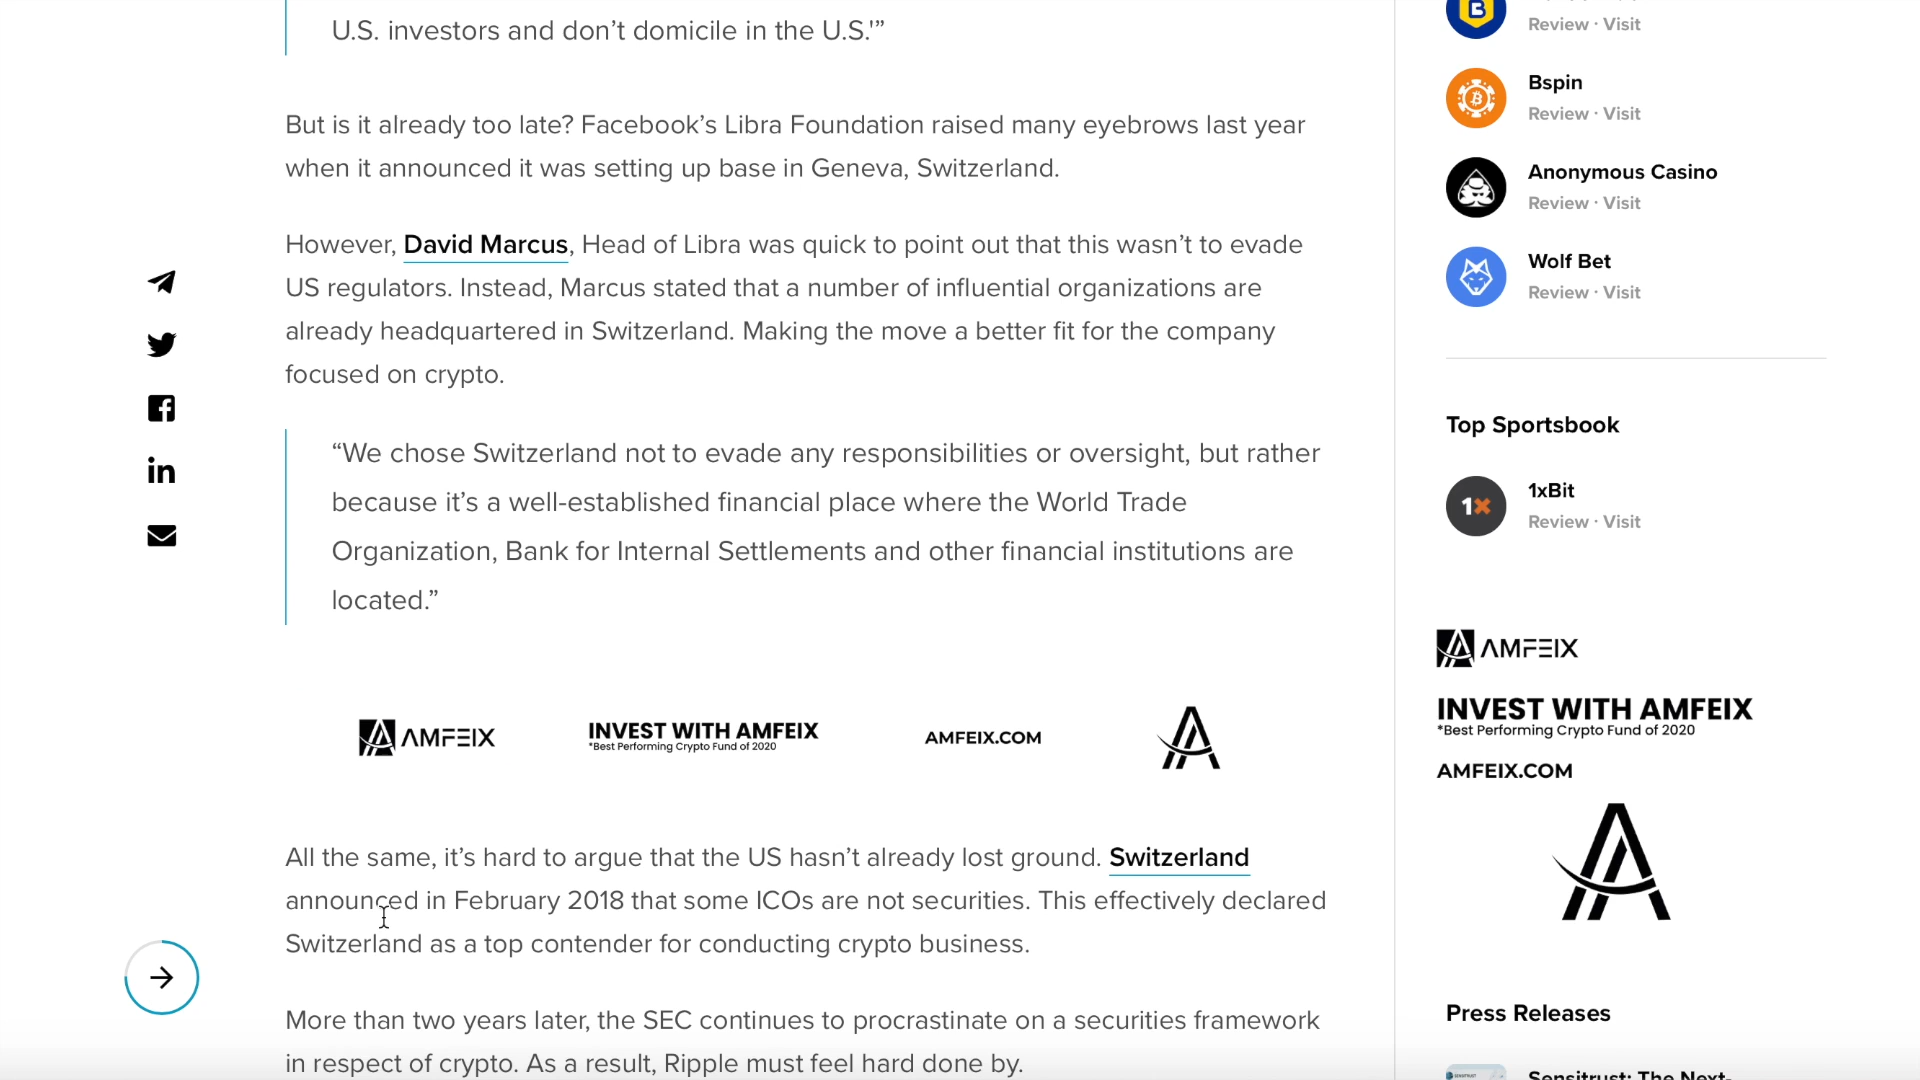 U.S. investors and don’t domicile in the U.S.'”
But is it already too late? Facebook’s Libra Foundation raised many eyebrows last year
when it announced it was setting up base in Geneva, Switzerland.
However, David Marcus, Head of Libra was quick to point out that this wasn’t to evade
US regulators. Instead, Marcus stated that a number of influential organizations are
already headquartered in Switzerland. Making the move a better fit for the company
focused on crypto.
“We chose Switzerland not to evade any responsibilities or oversight, but rather
because it’s a well-established financial place where the World Trade
Organization, Bank for Internal Settlements and other financial institutions are
located.”
AMFEIX
INVEST WITH AMFEIX
*Best Performing Crypto Fund of 2020
AMFEIX.COM
All the same, it’s hard to argue that the US hasn’t already lost ground. Switzerland
announced in February 2018 that some ICOs are not securities. This effectively declared
Switzerland as a top contender for conducting crypto business.
More than two years later, the SEC continues to procrastinate on a securities framework
in respect of crypto. As a result, Ripple must feel hard done by.
Review · Visit
Bspin
Review · Visit
Anonymous Casino
Review · Visit
Wolf Bet
Review · Visit
Top Sportsbook
1x
1xBit
Review · Visit
AMFEIX
INVEST WITH AMFEIX
*Best Performing Crypto Fund of 2020
AMFEIX.COM
Press Releases
Sensitrust: The Next-